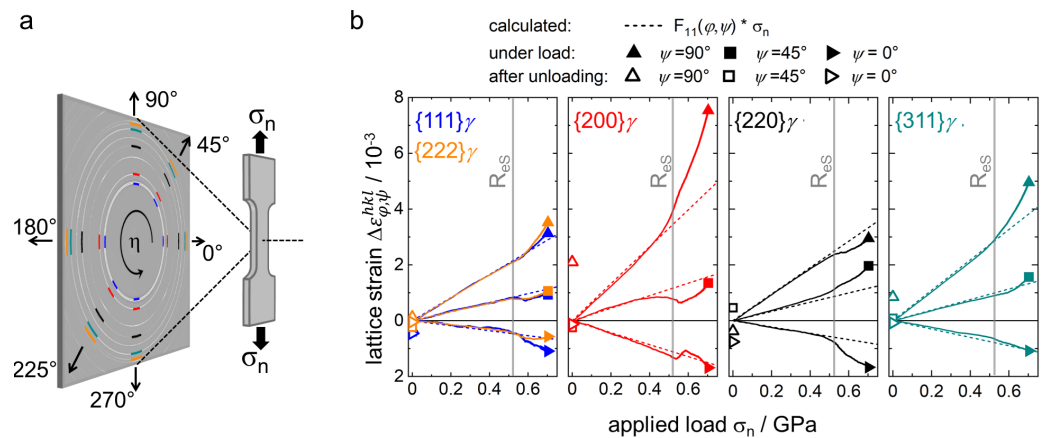 a
90°
45°
180°
0°
η
225°
270°
σn
σn
b
calculated: F11(φ,ψ) * σn
under load: ψ=90° ψ=45° ψ= 0°
after unloading: ψ=90° ψ=45° ψ= 0°
lattice strain Δε^hkl_φ,ψ / 10⁻³
8
6
4
2
0
2
{111}γ
{222}γ
ReS
{200}γ
ReS
{220}γ
ReS
{311}γ
ReS
0 0.2 0.4 0.6
0 0.2 0.4 0.6
0 0.2 0.4 0.6
0 0.2 0.4 0.6
applied load σn / GPa